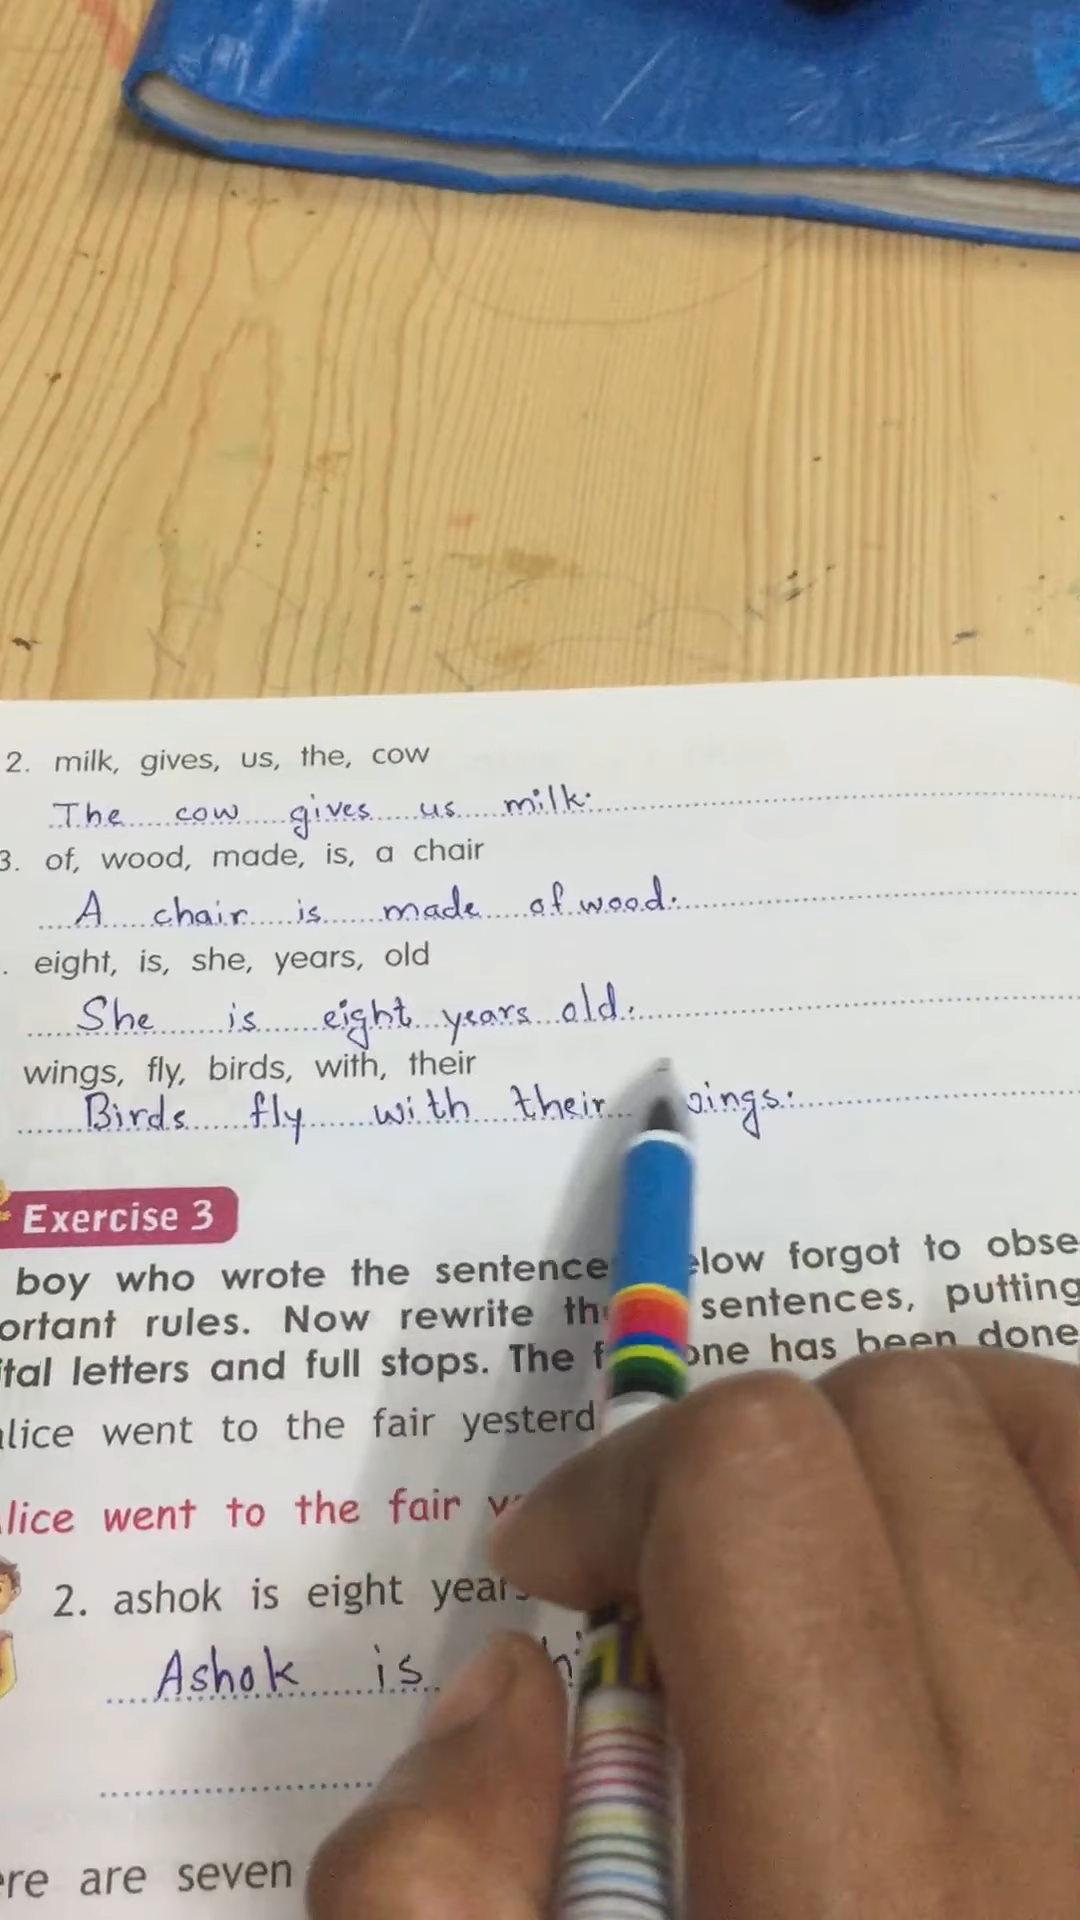 2. milk, gives, us, the, cow
The cow gives us milk.
3. of, wood, made, is, a chair
A chair is made of wood.
. eight, is, she, years, old
She is eight years old.
wings, fly, birds, with, their
Birds fly with their
Exercise 3
boy who wrote the sentence forgot to obse
ortant rules. Now rewrite sentences, putting
ital letters and full stops. The one has been done
lice went to the fair yesterd
lice went to the fair
2. ashok is eight years
Ashok is
ere are seven